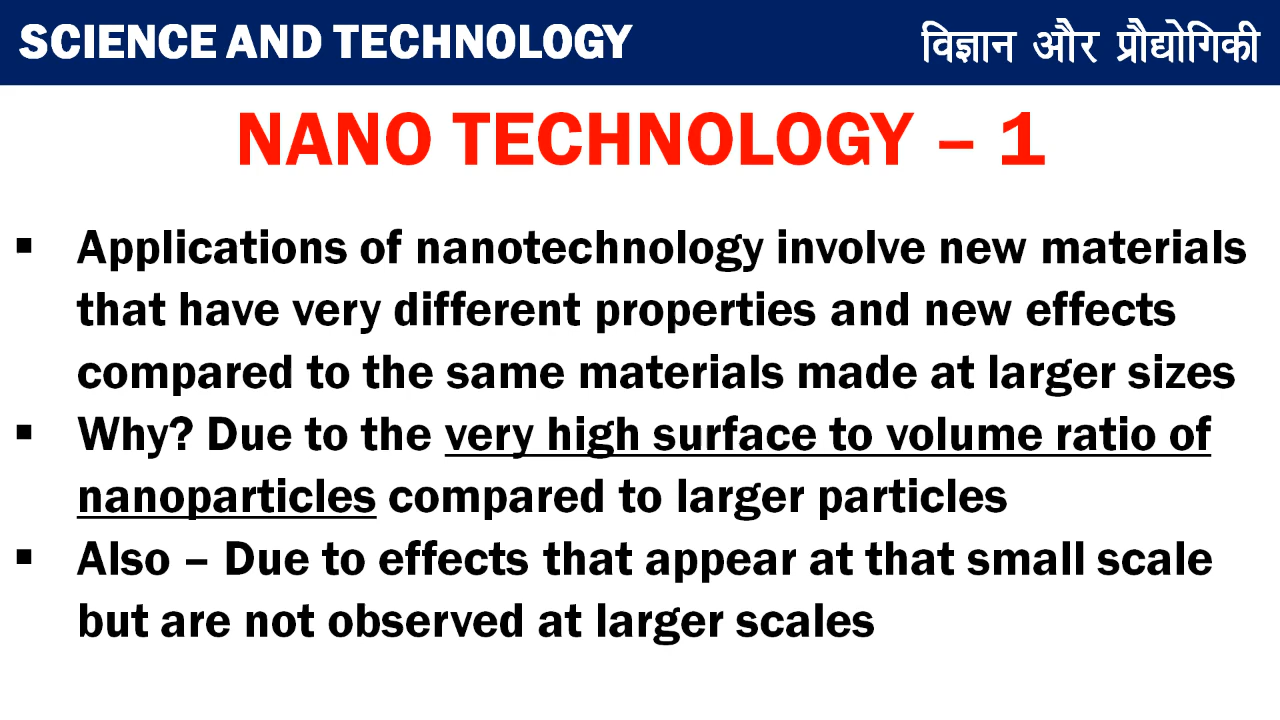 SCIENCE AND TECHNOLOGY
विज्ञान और प्रौद्योगिकी
NANO TECHNOLOGY – 1
▪ Applications of nanotechnology involve new materials
that have very different properties and new effects
compared to the same materials made at larger sizes
▪ Why? Due to the very high surface to volume ratio of
nanoparticles compared to larger particles
▪ Also – Due to effects that appear at that small scale
but are not observed at larger scales